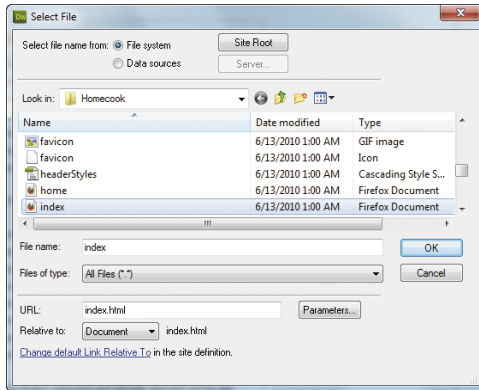 Dw Select File
Select file name from: File system Site Root
Data sources Server...
Look in: Homecook
Name Date modified Type
favicon 6/13/2010 1:00 AM GIF image
favicon 6/13/2010 1:00 AM Icon
headerStyles 6/13/2010 1:00 AM Cascading Style S...
home 6/13/2010 1:00 AM Firefox Document
index 6/13/2010 1:00 AM Firefox Document
File name: index OK
Files of type: All Files (*.*) Cancel
URL: index.html Parameters...
Relative to: Document index.html
Change default Link Relative To in the site definition.